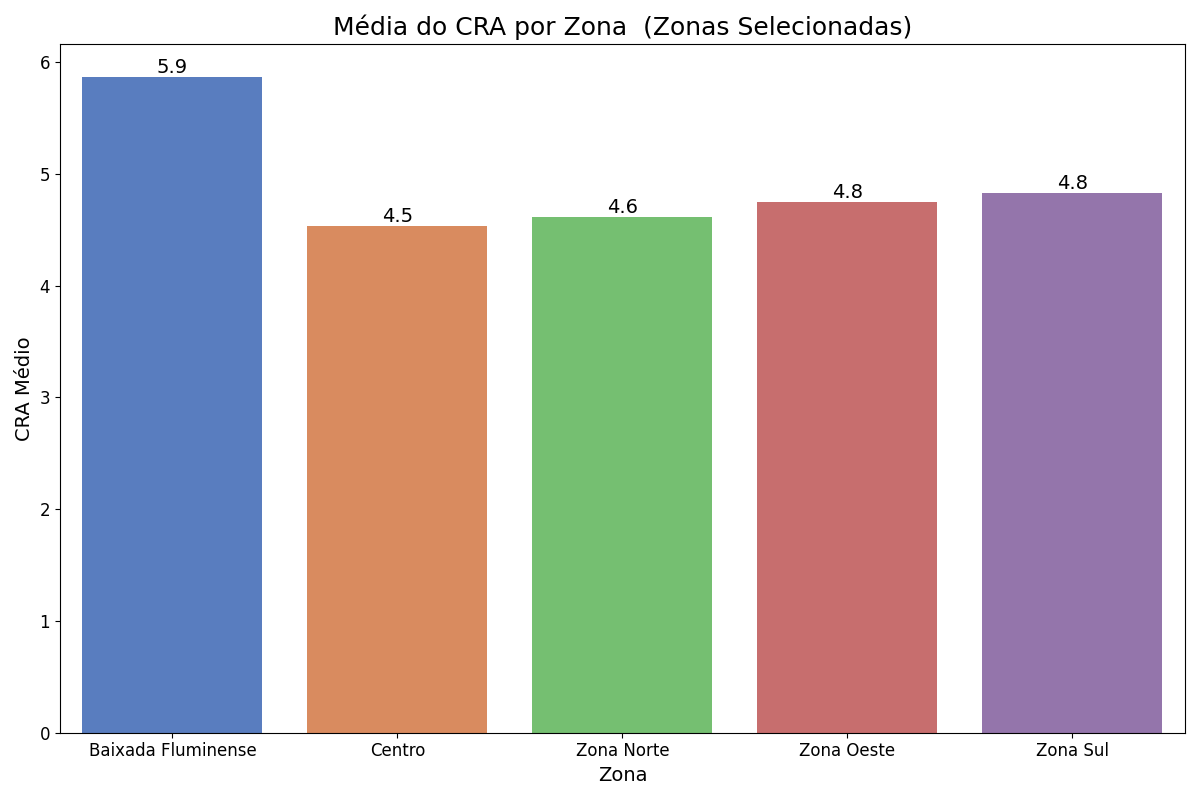 Média do CRA por Zona  (Zonas Selecionadas)
CRA Médio
6
5
4
3
2
1
0
5.9
4.5
4.6
4.8
4.8
Baixada Fluminense
Centro
Zona Norte
Zona Oeste
Zona Sul
Zona